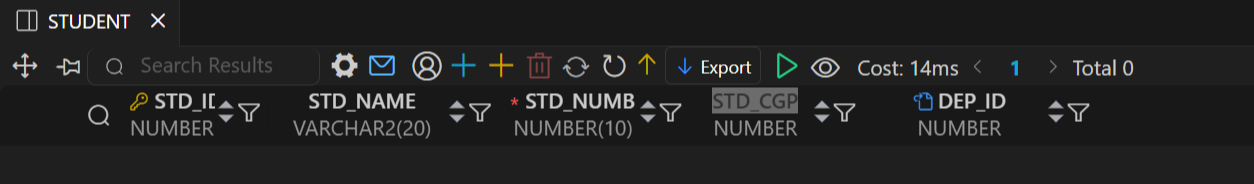 STUDENT
Search Results Export Cost: 14ms 1 Total 0
STD_ID STD_NAME * STD_NUMB STD_CGP DEP_ID
NUMBER VARCHAR2(20) NUMBER(10) NUMBER NUMBER